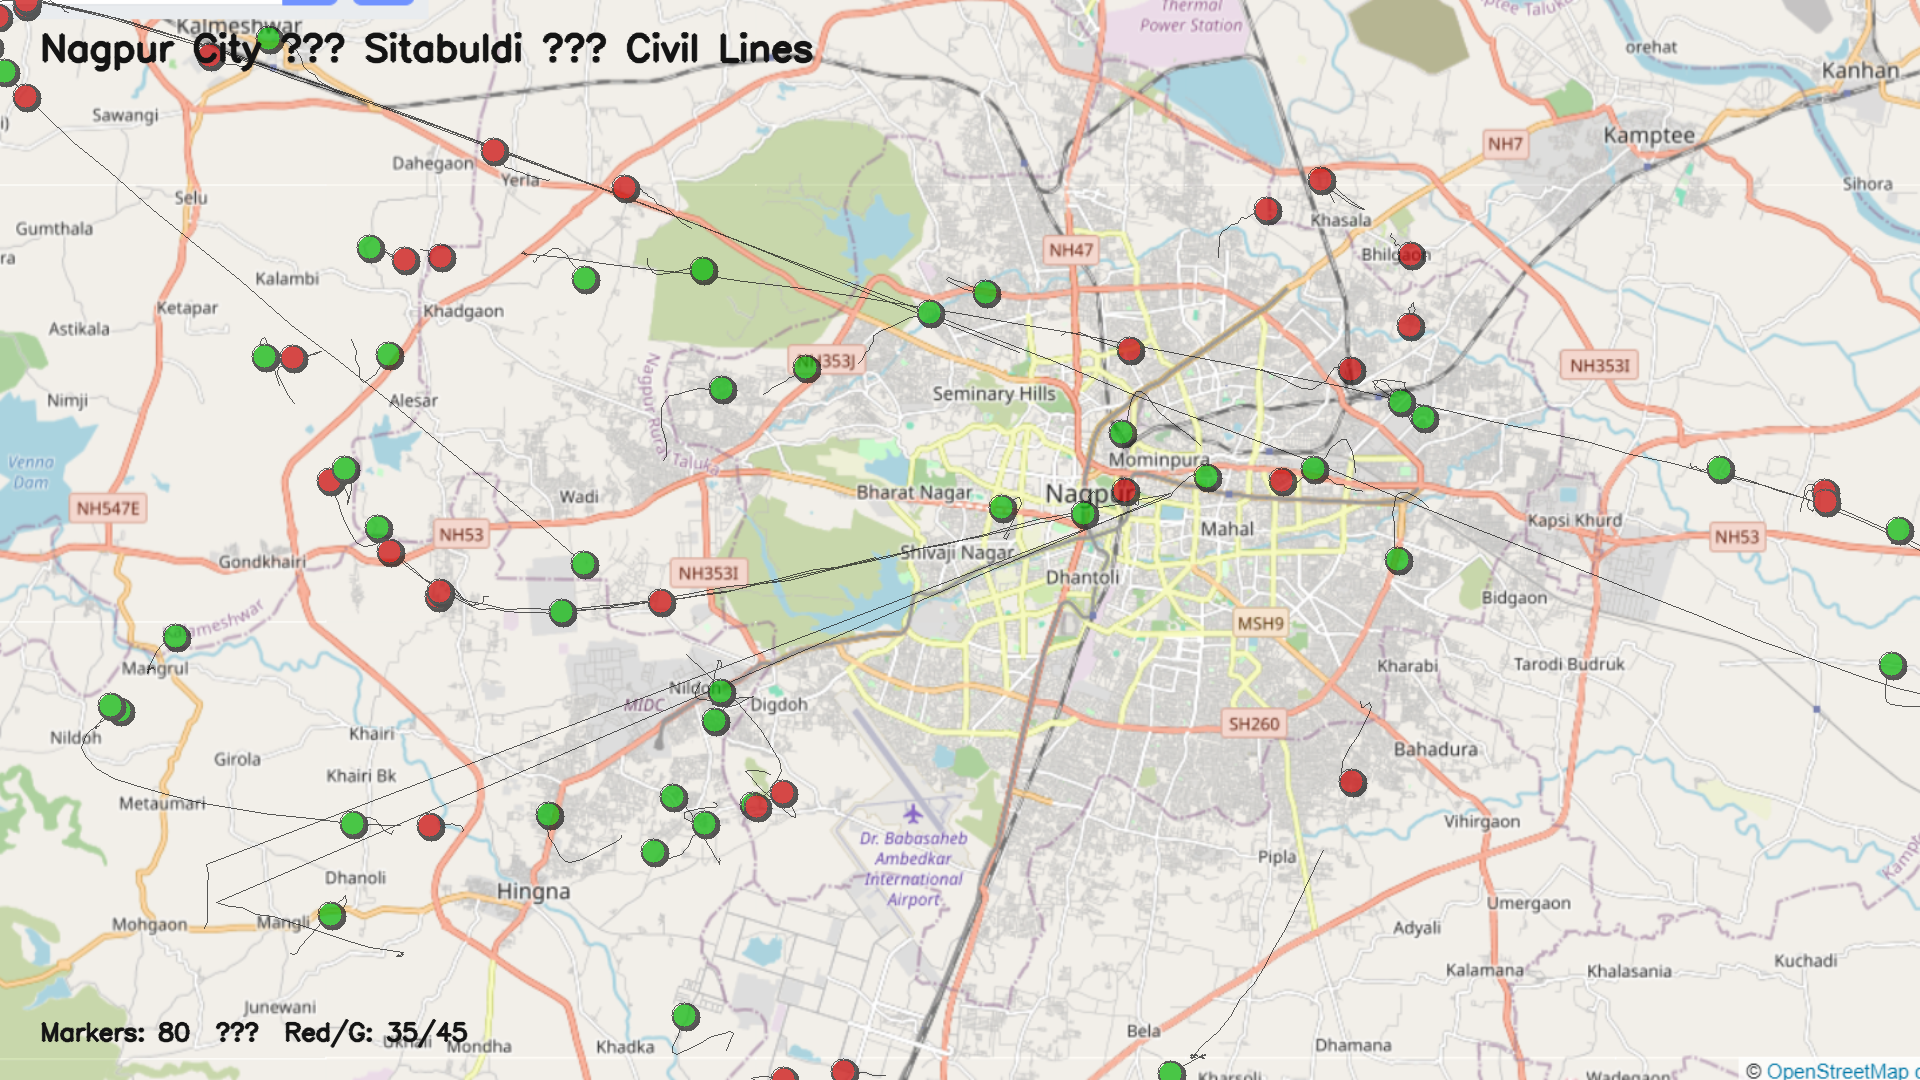 Kalmeshwar
Nagpur City ??? Sitabuldi ??? Civil Lines
Thermal
Power Station
orehat
Kanhan
Sawangi
Dahegaon
Yerla
NH7
Kamptee
Selu
Sihora
Gumthala
Khasala
NH47
Bhilgaon
Kalambi
Ketapar
Khadgaon
Astikala
NH353J
NH353I
Nimji
Alesar
Seminary Hills
Nagpur Rural
Taluka
Mominpura
Venna
Dam
NH547E
Wadi
Bharat Nagar
Nagpur
Mahal
Kapsi Khurd
NH53
NH53
Gondkhairi
NH353I
Shivaji Nagar
Dhantoli
Bidgaon
Kalameshwar
MSH9
Mangrul
Kharabi
Tarodi Budruk
Nildoh
MIDC
Digdoh
SH260
Nildoh
Khairi
Bahadura
Girola
Khairi Bk
Metaumari
Dr. Babasaheb
Ambedkar
International
Airport
Vihirgaon
Pipla
Dhanoli
Hingna
Mohgaon
Mangli
Umergaon
Adyali
Kalamana
Khalasania
Kuchadi
Junewani
Markers: 80 ??? Red/G: 35/45
Mondha
Khadka
Bela
Dhamana
Kharsoli
Wadegaon
© OpenStreetMap